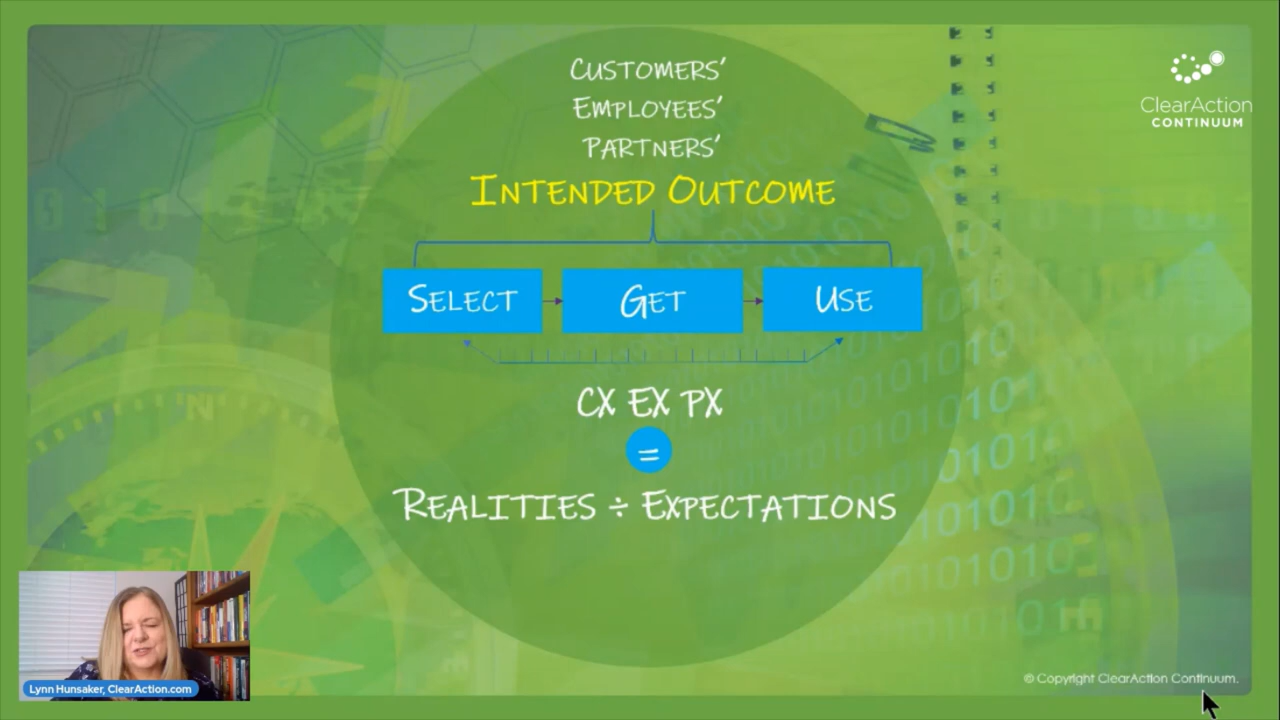 CUSTOMERS'
EMPLOYEES'
PARTNERS'
INTENDED OUTCOME
SELECT GET USE
CX EX PX
=
REALITIES ÷ EXPECTATIONS
ClearAction
CONTINUUM
Lynn Hunsaker, ClearAction.com
© Copyright ClearAction Continuum.